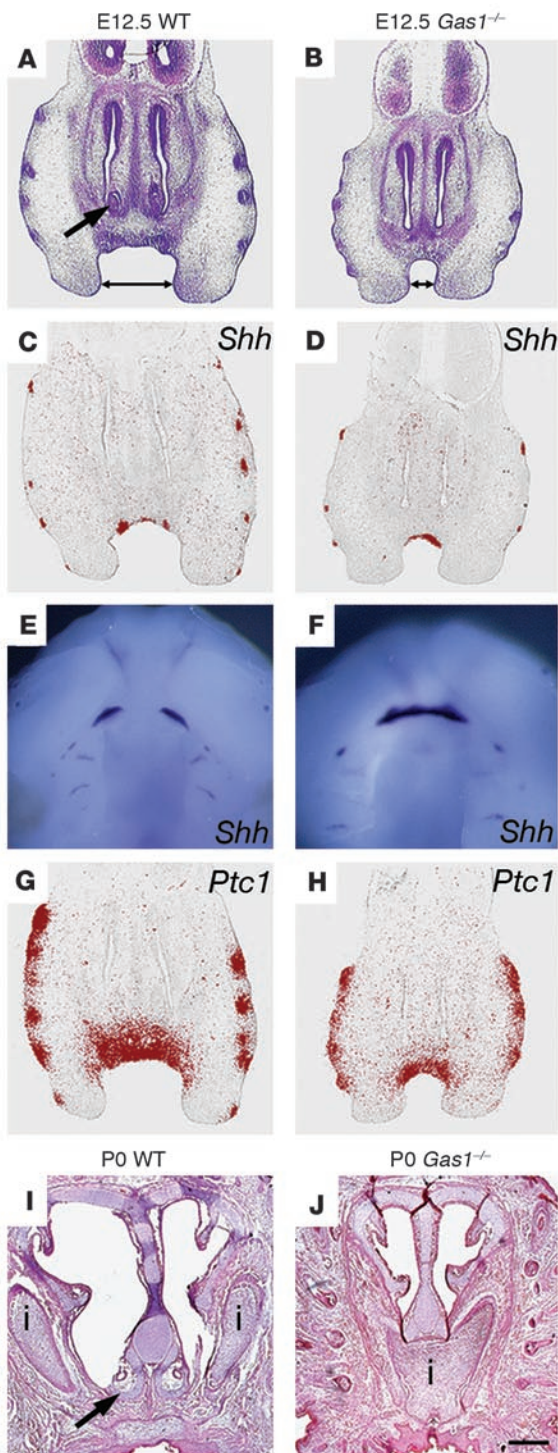 E12.5 WT E12.5 Gas1⁻/⁻
A B
C Shh D Shh
E Shh F Shh
G Ptc1 H Ptc1
P0 WT P0 Gas1⁻/⁻
I J
i i i